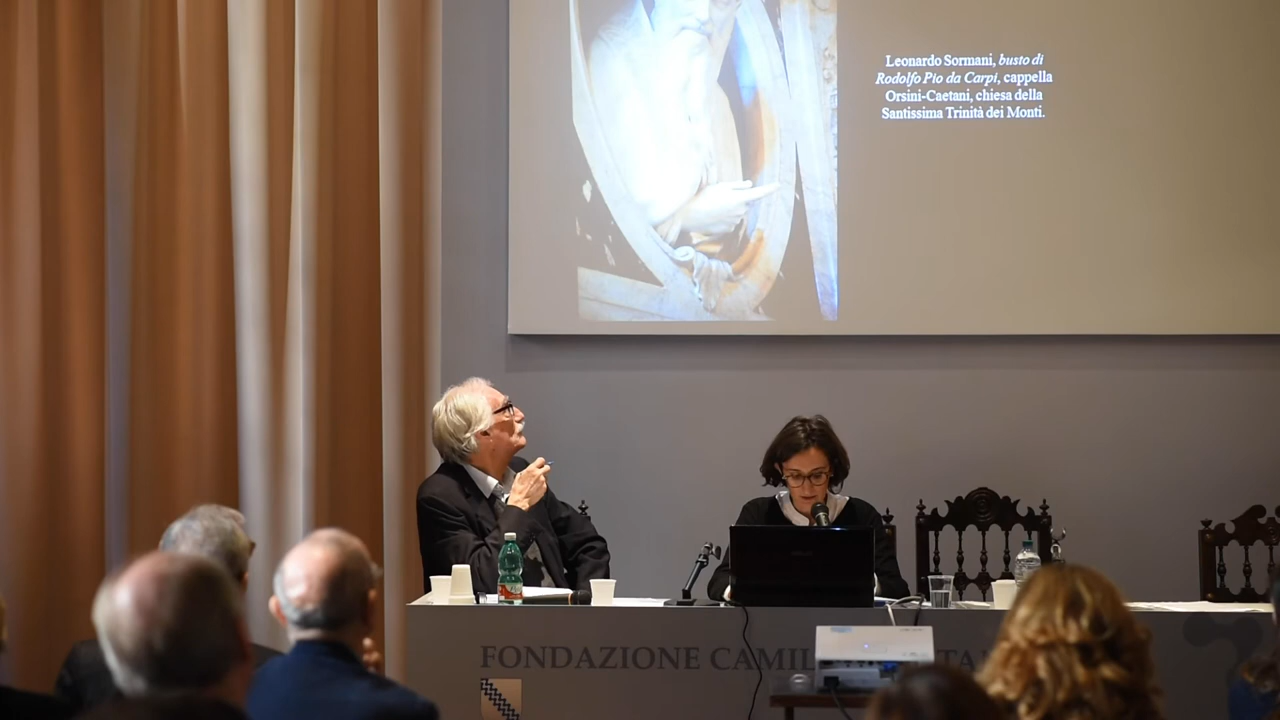 Leonardo Sormani, busto di
Rodolfo Pio da Carpi, cappella
Orsini-Caetani, chiesa della
Santissima Trinità dei Monti.
FONDAZIONE CAMIL